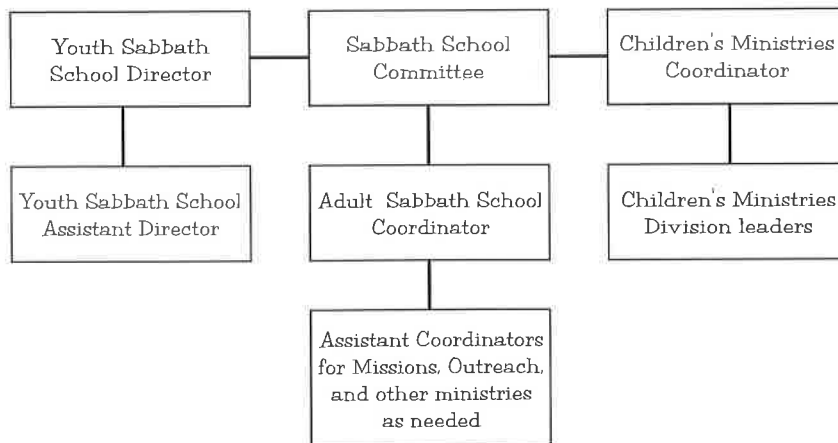 Youth Sabbath
School Director
Sabbath School
Committee
Children's Ministries
Coordinator
Youth Sabbath School
Assistant Director
Adult Sabbath School
Coordinator
Children's Ministries
Division leaders
Assistant Coordinators
for Missions, Outreach,
and other ministries
as needed